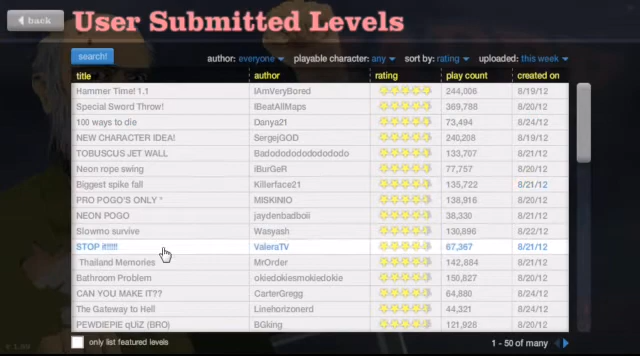 back
User Submitted Levels
search!
author: everyone playable character: any sort by: rating uploaded: this week
title author rating play count created on
Hammer Time! 1.1 IAmVeryBored 244,006 8/19/12
Special Sword Throw! IBeatAllMaps 369,788 8/20/12
100 ways to die Danya21 73,494 8/24/12
NEW CHARACTER IDEA! SergejGOD 240,208 8/19/12
TOBUSCUS JET WALL 133,707 8/21/12
Neon rope swing iBurGeR 77,757 8/20/12
Biggest spike fall Killerface21 135,722 8/21/12
PRO POGO'S ONLY * MISKINIO 138,916 8/20/12
NEON POGO jaydenbadboii 38,330 8/21/12
Slowmo survive Wasyash 130,896 8/22/12
STOP it!!!!!! ValeraTV 67,367 8/21/12
Thailand Memories MrOrder 142,884 8/21/12
Bathroom Problem okiedokiesmokiedokie 150,827 8/20/12
CAN YOU MAKE IT?? CarterGregg 64,880 8/24/12
The Gateway to Hell Linehorizonerd 44,321 8/24/12
PEWDIEPIE qUiZ (BRO) BGking 121,928 8/20/12
only list featured levels 1 - 50 of many